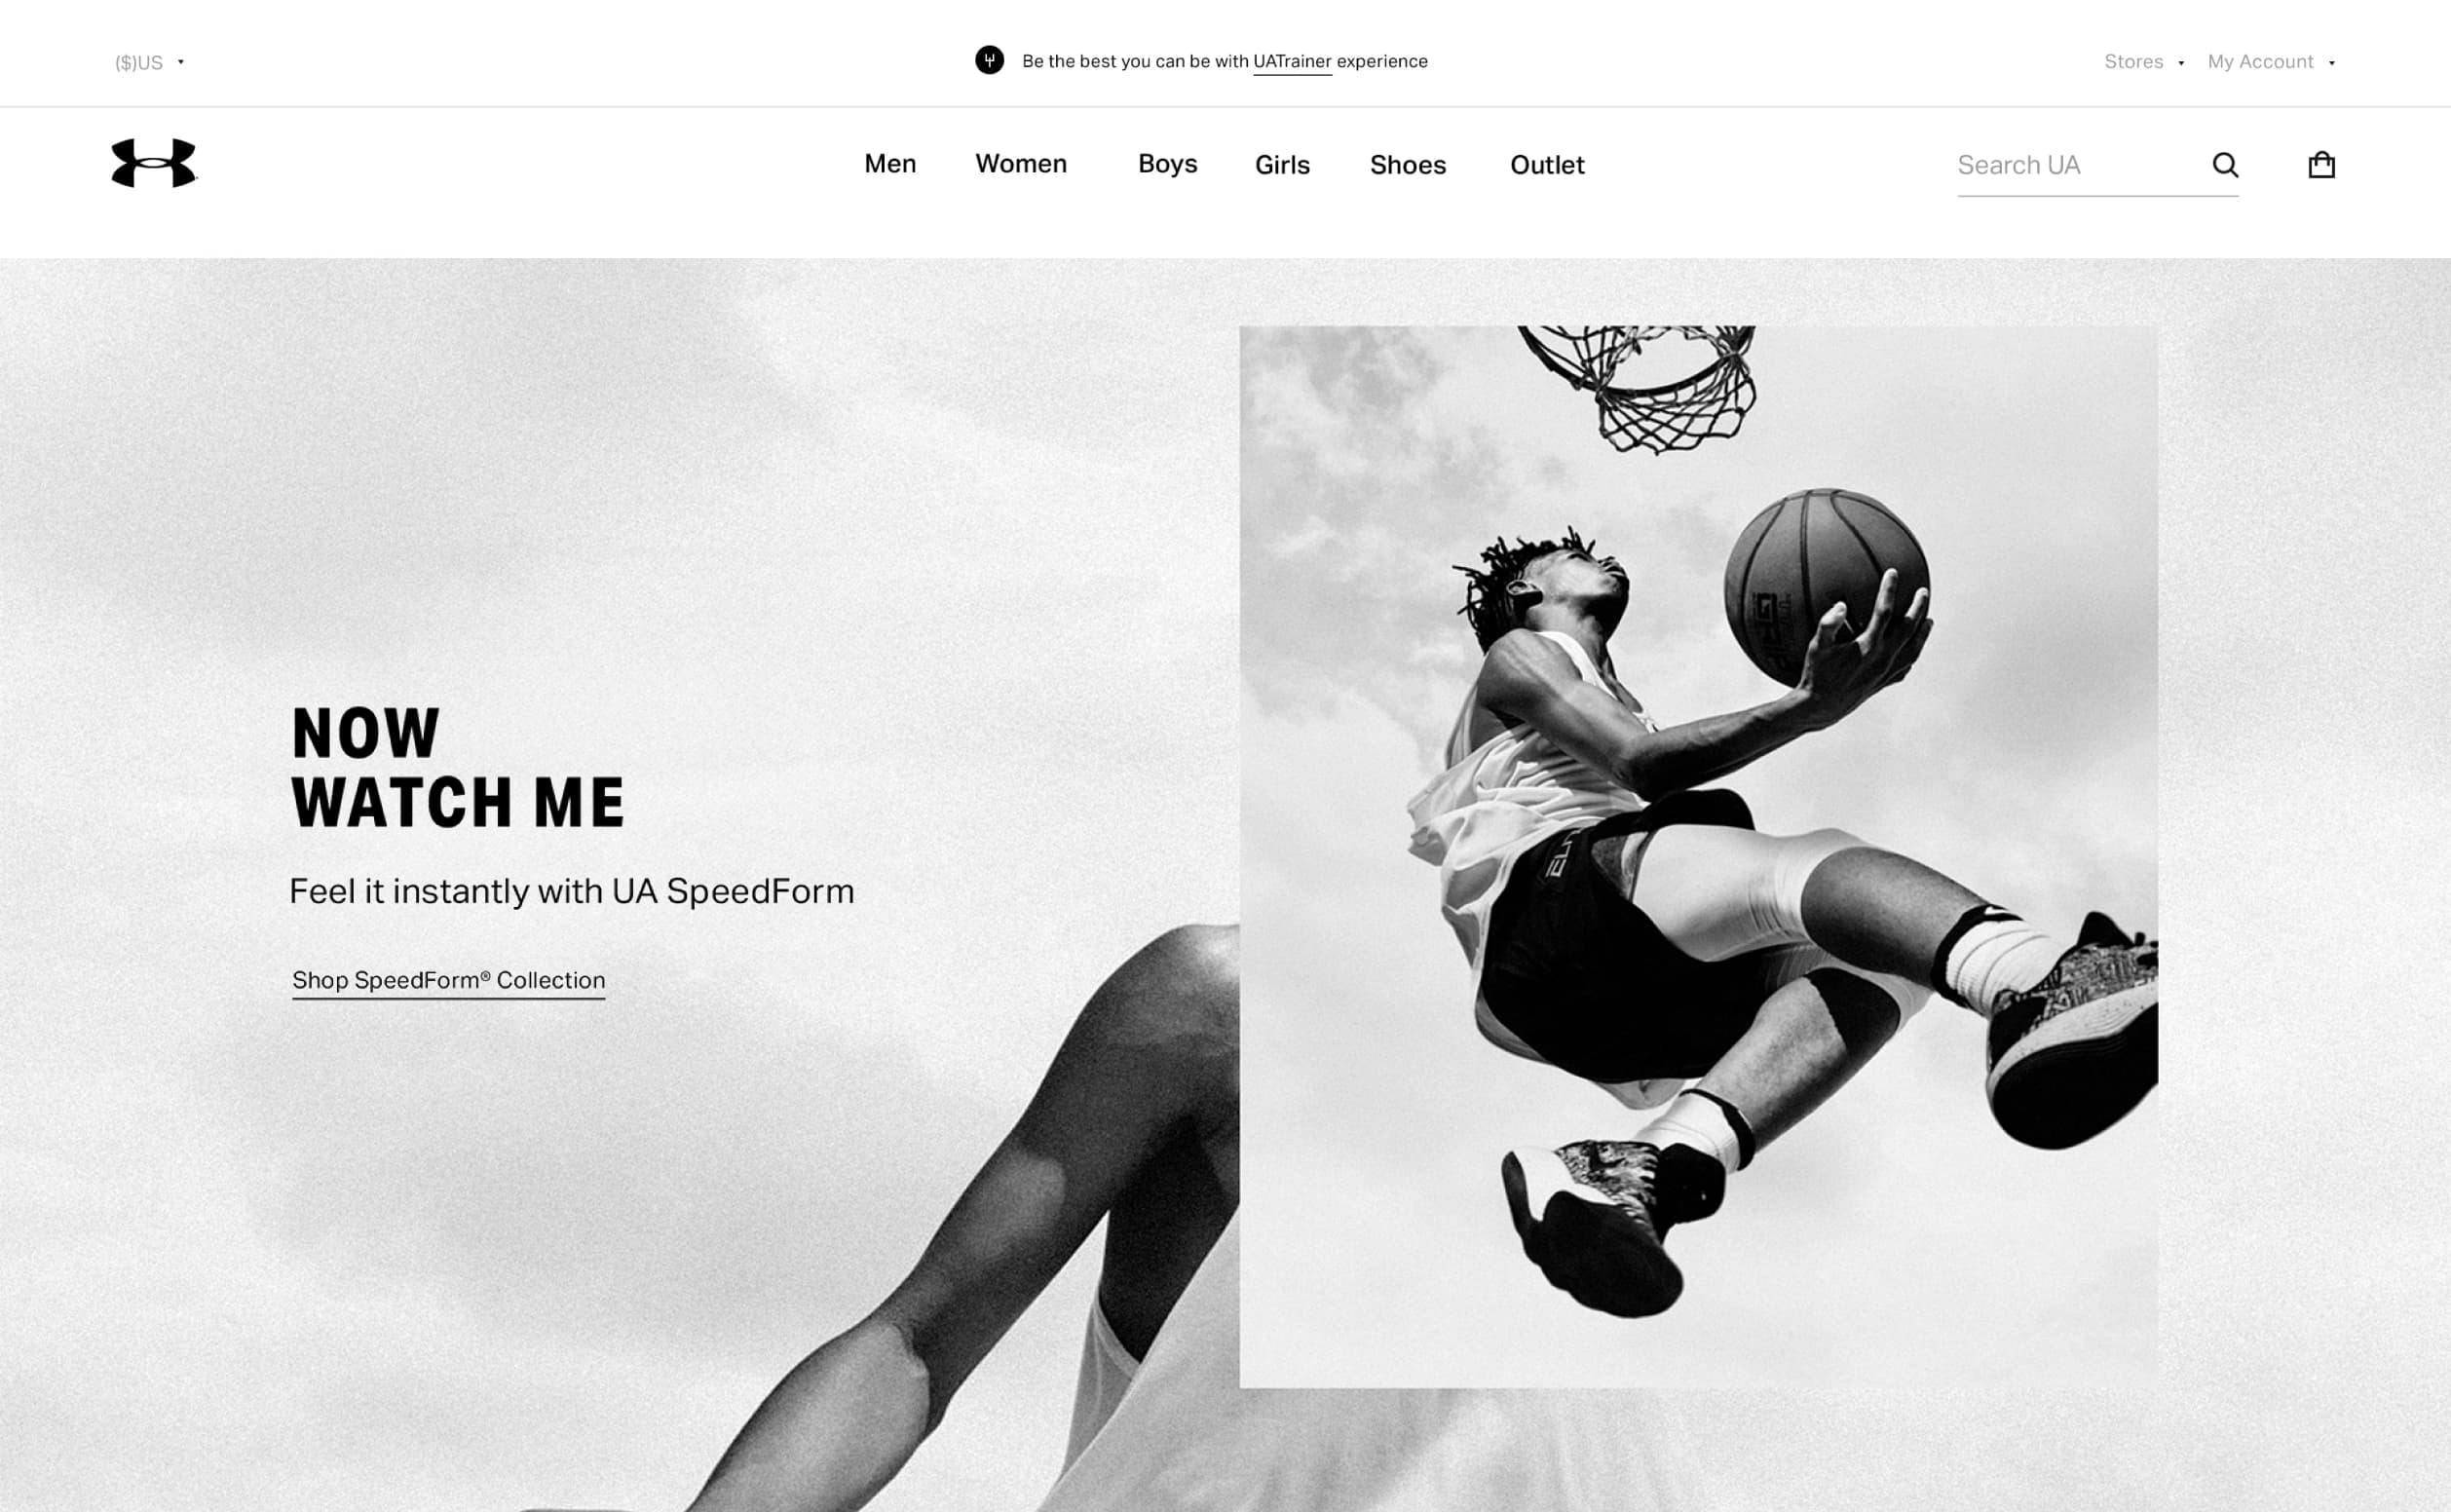 ($)US
Be the best you can be with UATrainer experience
Stores
My Account
Men
Women
Boys
Girls
Shoes
Outlet
Search UA
NOW
WATCH ME
Feel it instantly with UA SpeedForm
Shop SpeedForm® Collection